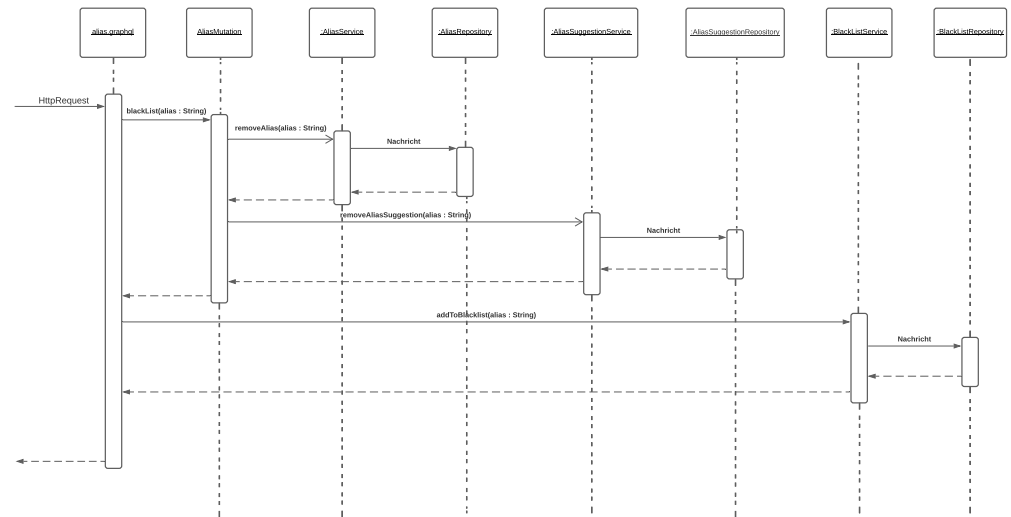 alias.graphql
AliasMutation
:AliasService
:AliasRepository
:AliasSuggestionService
:AliasSuggestionRepository
:BlackListService
:BlackListRepository
HttpRequest
blackList(alias : String)
removeAlias(alias : String)
Nachricht
removeAliasSuggestion(alias : String)
Nachricht
addToBlacklist(alias : String)
Nachricht